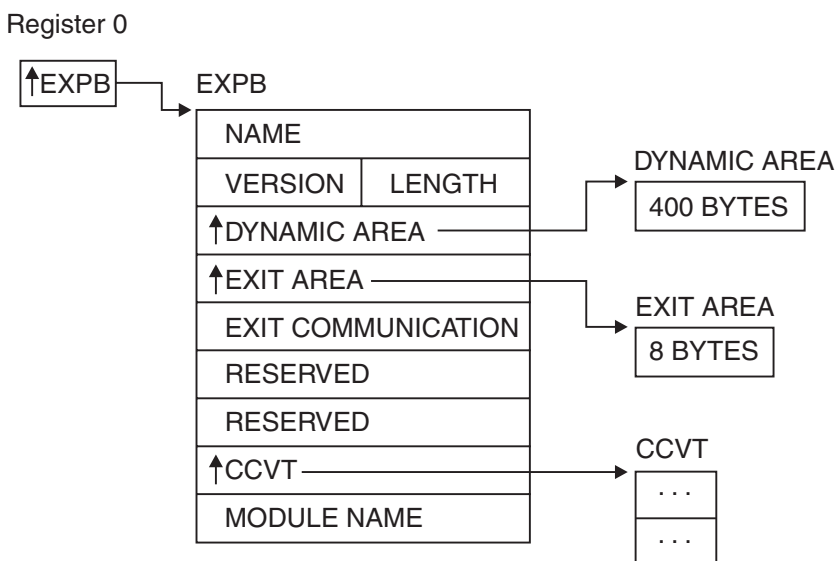 Register 0
↑EXPB
EXPB
NAME
VERSION LENGTH
↑DYNAMIC AREA
↑EXIT AREA
EXIT COMMUNICATION
RESERVED
RESERVED
↑CCVT
MODULE NAME
DYNAMIC AREA
400 BYTES
EXIT AREA
8 BYTES
CCVT
. . .
. . .